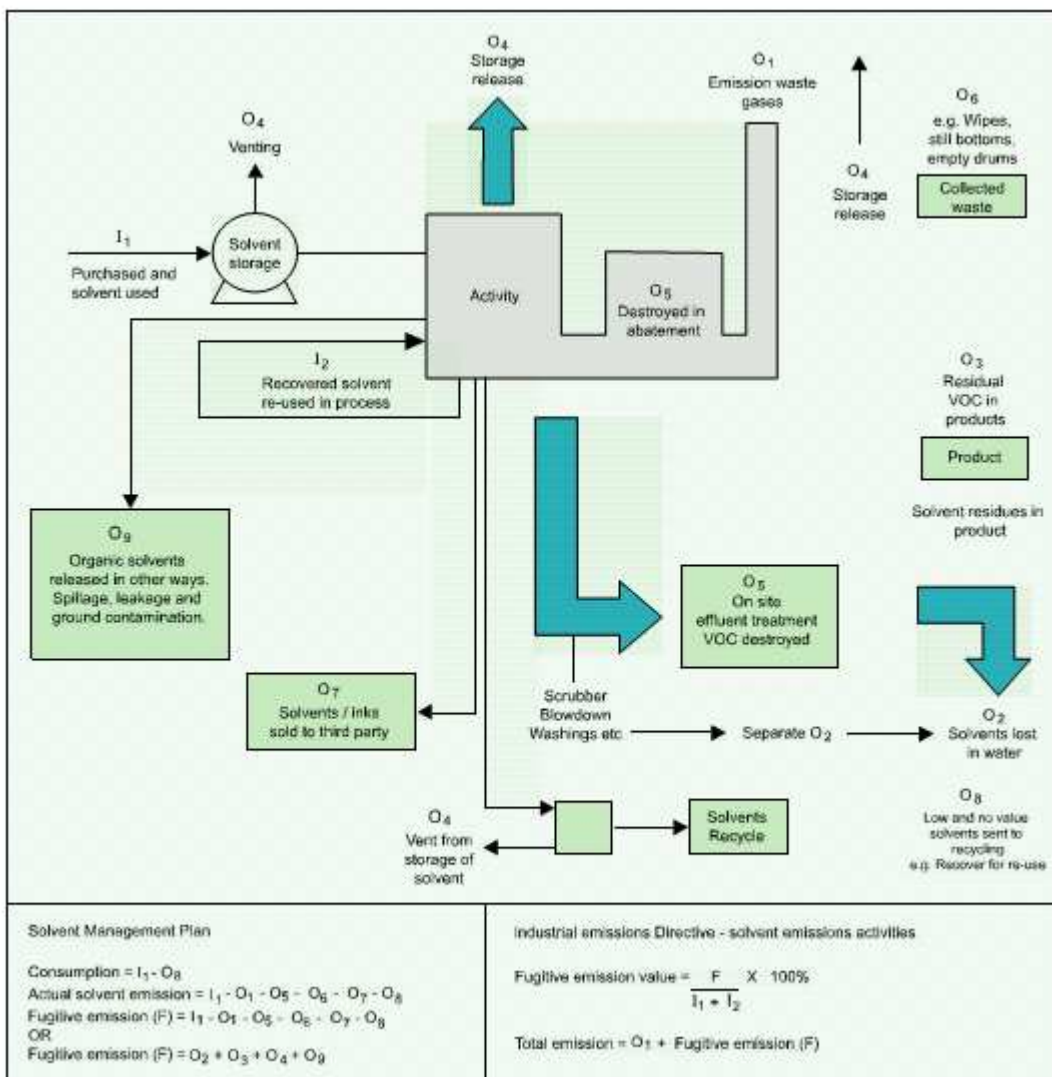 O₄
Storage
release
O₁
Emission waste
gases
O₆
e.g. Wipes,
still bottoms,
empty drums
Collected
waste
O₄
Storage
release
O₄
Venting
I₁
Purchased and
solvent used
Solvent
storage
Activity
O₅
Destroyed in
abatement
I₂
Recovered solvent
re-used in process
O₃
Residual
VOC in
products
Product
Solvent residues in
product
O₉
Organic solvents
released in other ways.
Spillage, leakage and
ground contamination.
O₅
On site
effluent treatment
VOC destroyed
O₇
Solvents / inks
sold to third party
Scrubber
Blowdown
Washings etc
Separate O₂
O₂
Solvents lost
in water
O₄
Vent from
storage of
solvent
Solvents
Recycle
O₈
Low and no value
solvents sent to
recycling
e.g. Recover for re-use
Solvent Management Plan
Consumption = I₁ - O₈
Actual solvent emission = I₁ - O₁ - O₅ - O₆ - O₇ - O₈
Fugitive emission (F) = I₁ - O₁ - O₅ - O₆ - O₇ - O₈
OR
Fugitive emission (F) = O₂ + O₃ + O₄ + O₉
Industrial emissions Directive - solvent emissions activities
Fugitive emission value = F X 100%
I₁ + I₂
Total emission = O₁ + Fugitive emission (F)